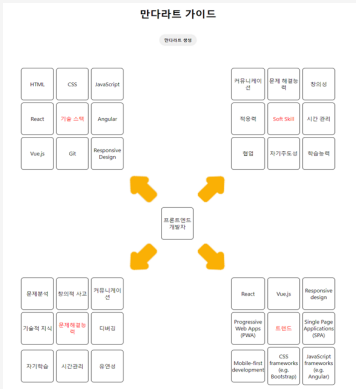 만다라트 가이드
만다라트 생성
HTML
CSS
JavaScript
React
기술 스택
Angular
Vue.js
Git
Responsive
Design
커뮤니케이
션
문제 해결능
력
창의성
적응력
Soft Skill
시간 관리
협업
자기주도성
학습능력
프론트엔드
개발자
문제분석
창의적 사고
커뮤니케이
션
기술적 지식
문제해결능
력
디버깅
자기학습
시간관리
유연성
React
Vue.js
Responsive
design
Progressive
Web Apps
(PWA)
트렌드
Single Page
Applications
(SPA)
Mobile-first
development
CSS
frameworks
(e.g.
Bootstrap)
JavaScript
frameworks
(e.g.
Angular)